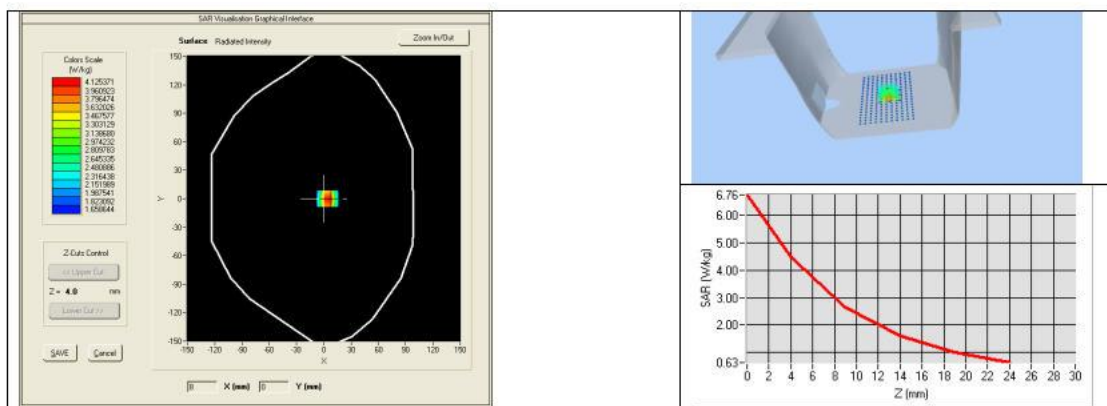 SAR Visualisation Graphical Interface
Surface Radiated Intensity
Zoom In/Out
Colors Scale
(W/kg)
4.125371
3.960923
3.796474
3.632026
3.467577
3.303129
3.138680
2.974232
2.809783
2.645335
2.480886
2.316438
2.151989
1.987541
1.823092
1.658644
Z-Cuts Control
<< Upper Cut
Z = 4.0 mm
Lower Cut >>
SAVE Cancel
150
120
90
60
30
0
-30
-60
-90
-120
-150
Y
-150 -120 -90 -60 -30 0 30 60 90 120 150
X
0 X (mm) 0 Y (mm)
6.76
6.00
5.00
4.00
3.00
2.00
0.63
SAR (W/kg)
0 2 4 6 8 10 12 14 16 18 20 22 24 26 28 30
Z (mm)